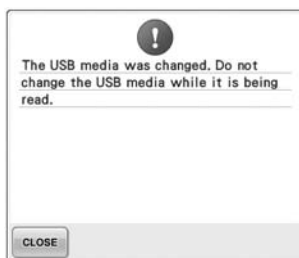 The USB media was changed. Do not
change the USB media while it is being
read.
CLOSE